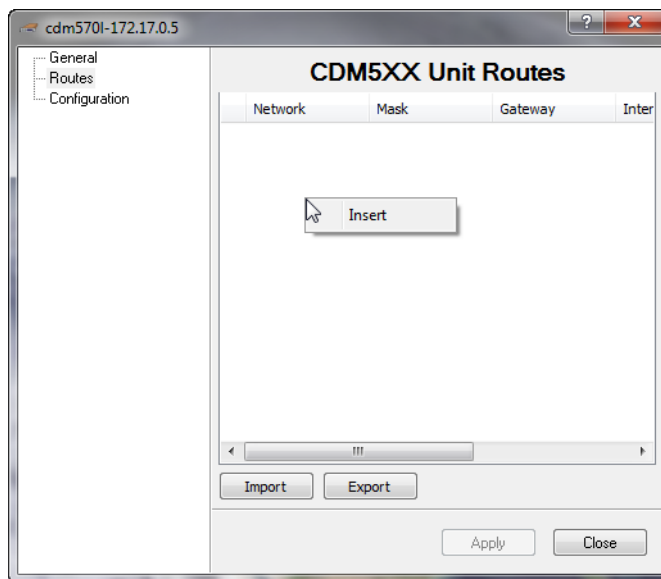 cdm570l-172.17.0.5
General
Routes
Configuration
CDM5XX Unit Routes
Network Mask Gateway Inter
Insert
Import Export
Apply Close